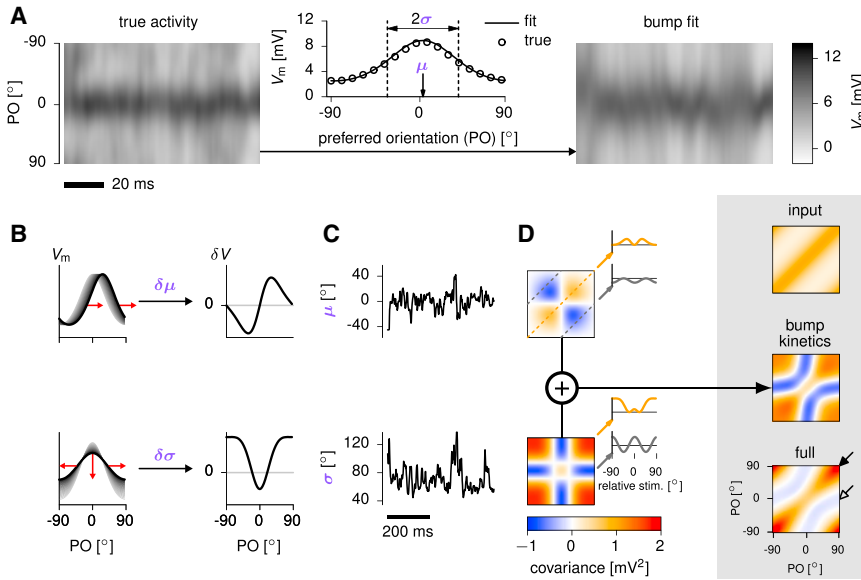 A
true activity
bump fit
-90
0
90
PO [°]
20 ms
12
8
4
0
Vm [mV]
2σ
μ
fit
true
-90
0
90
preferred orientation (PO) [°]
12
6
0
Vm [mV]
B
Vm
δμ
δV
0
δσ
0
-90
0
90
PO [°]
-90
0
90
PO [°]
C
40
0
-40
μ [°]
120
80
40
σ [°]
200 ms
D
+
-90
0
90
relative stim. [°]
−1
0
1
2
covariance [mV2]
input
bump
kinetics
full
90
0
-90
PO [°]
-90
0
90
PO [°]